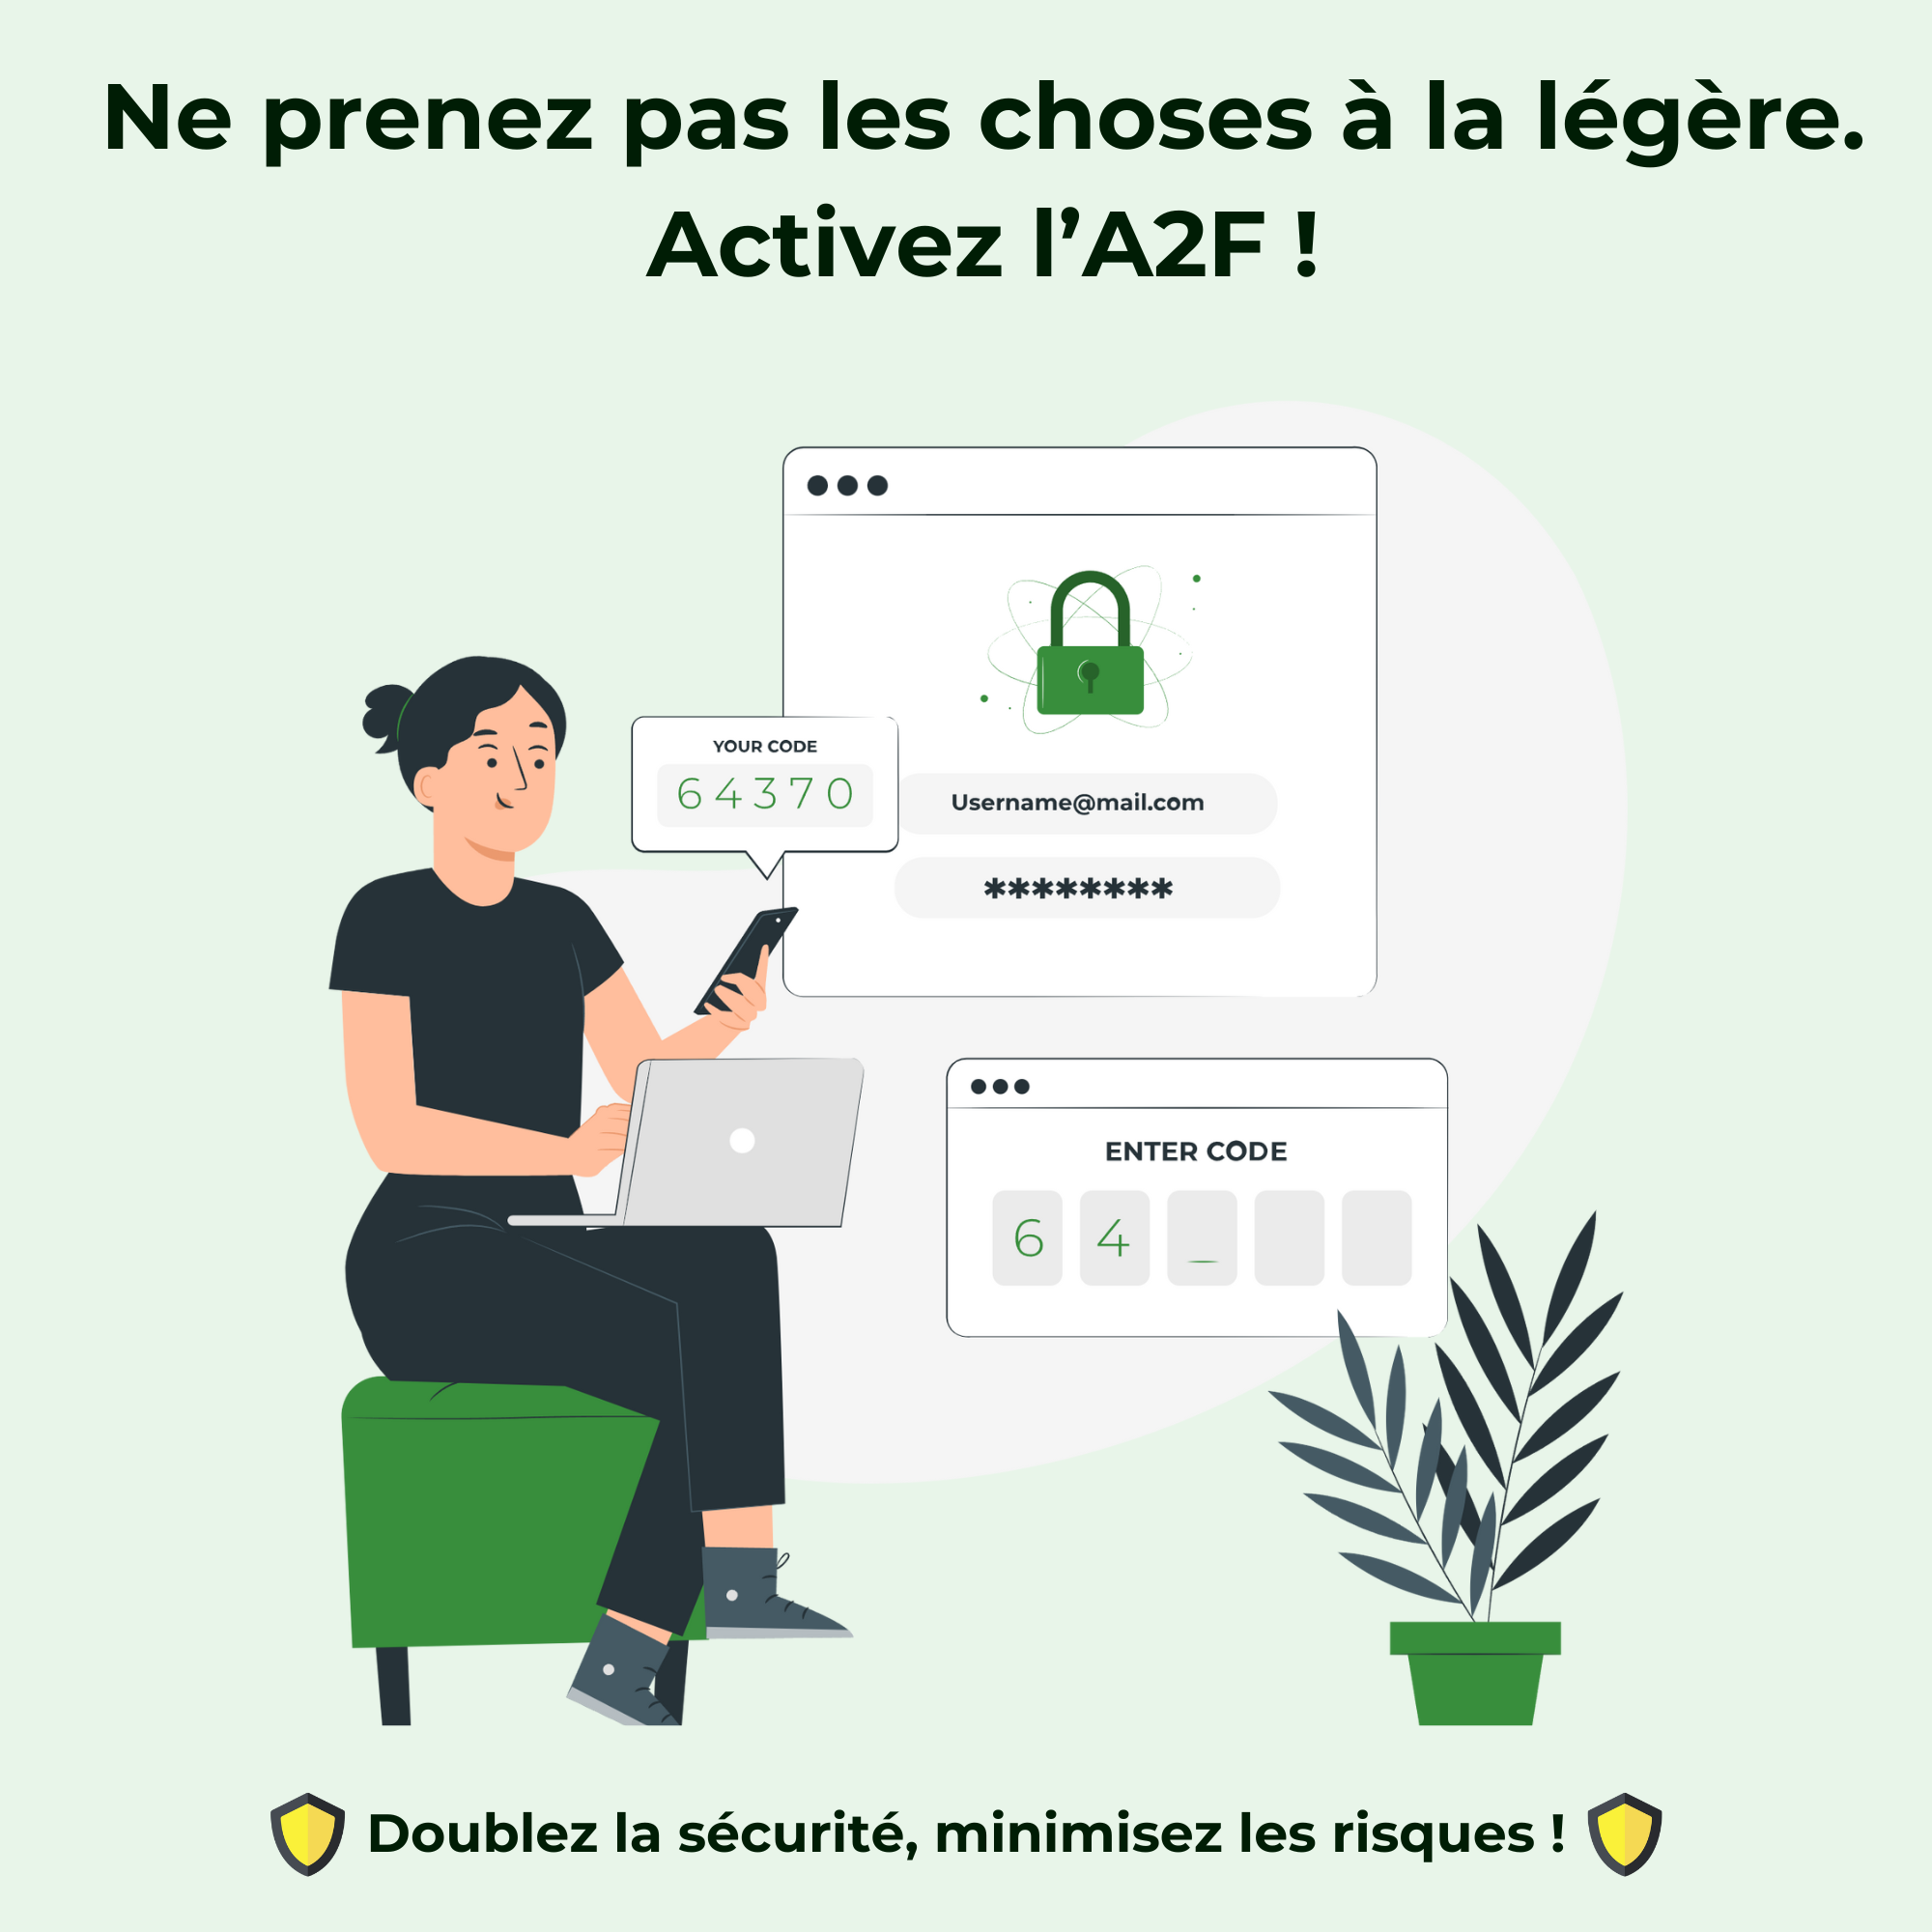 Ne prenez pas les choses à la légère.
Activez l’A2F !
YOUR CODE
64370
Username@mail.com
********
ENTER CODE
6 4 _
Doublez la sécurité, minimisez les risques !